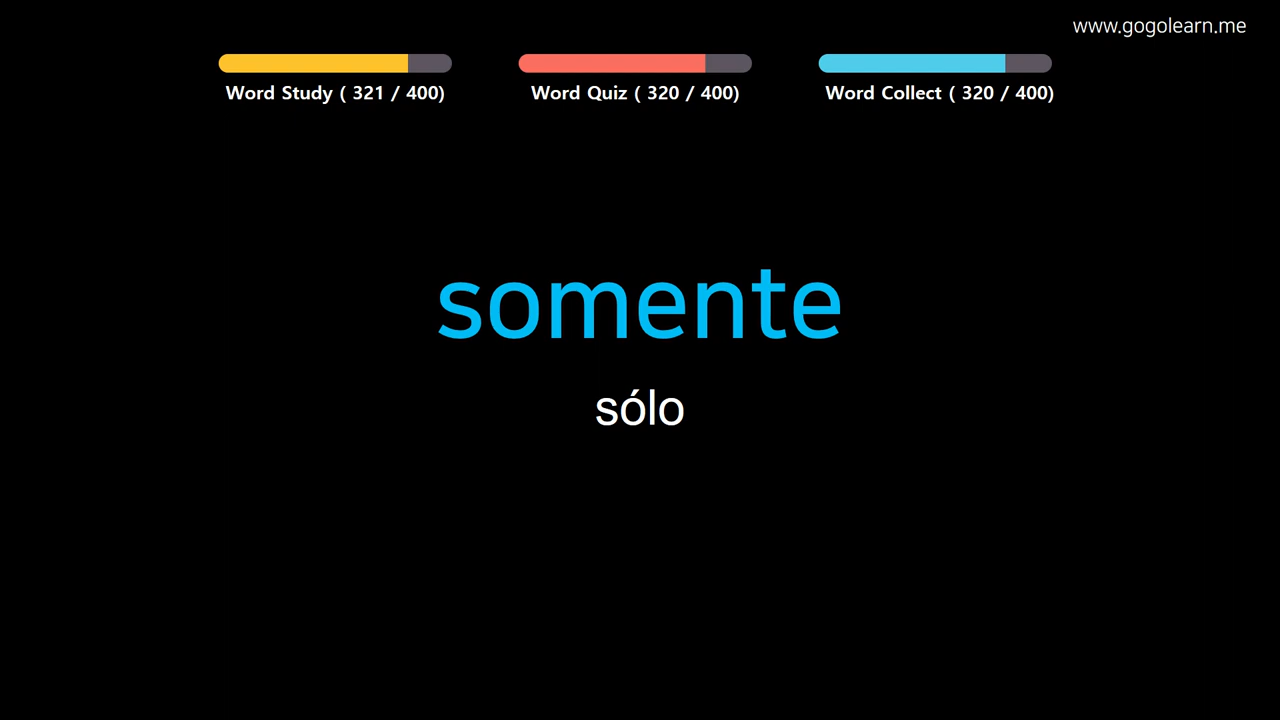 www.gogolearn.me
Word Study ( 321 / 400)
Word Quiz ( 320 / 400)
Word Collect ( 320 / 400)
somente
sólo